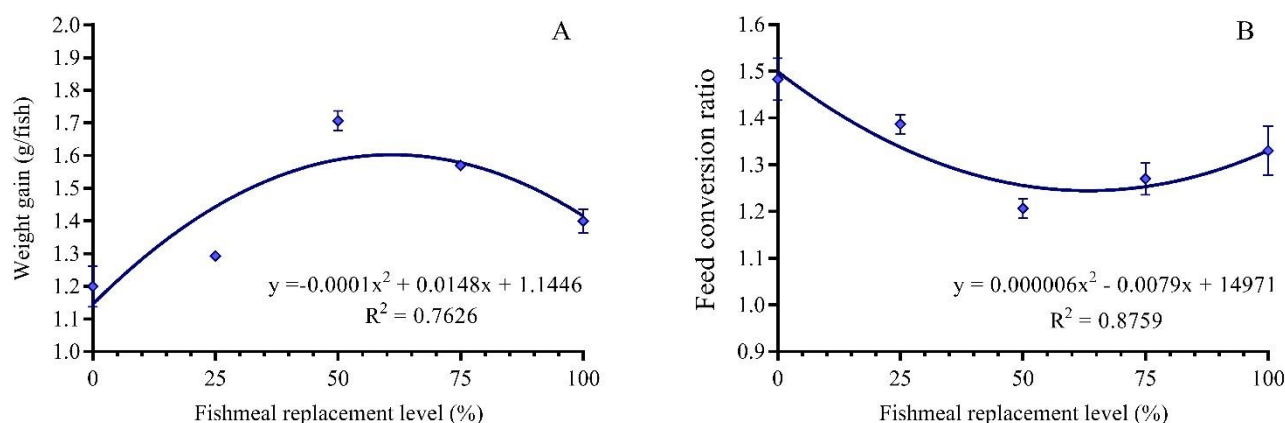 A
Weight gain (g/fish)
2.0
1.9
1.8
1.7
1.6
1.5
1.4
1.3
1.2
1.1
1.0
y =-0.0001x² + 0.0148x + 1.1446
R² = 0.7626
0 25 50 75 100
Fishmeal replacement level (%)
B
Feed conversion ratio
1.6
1.5
1.4
1.3
1.2
1.1
1.0
0.9
y = 0.000006x² - 0.0079x + 14971
R² = 0.8759
0 25 50 75 100
Fishmeal replacement level (%)